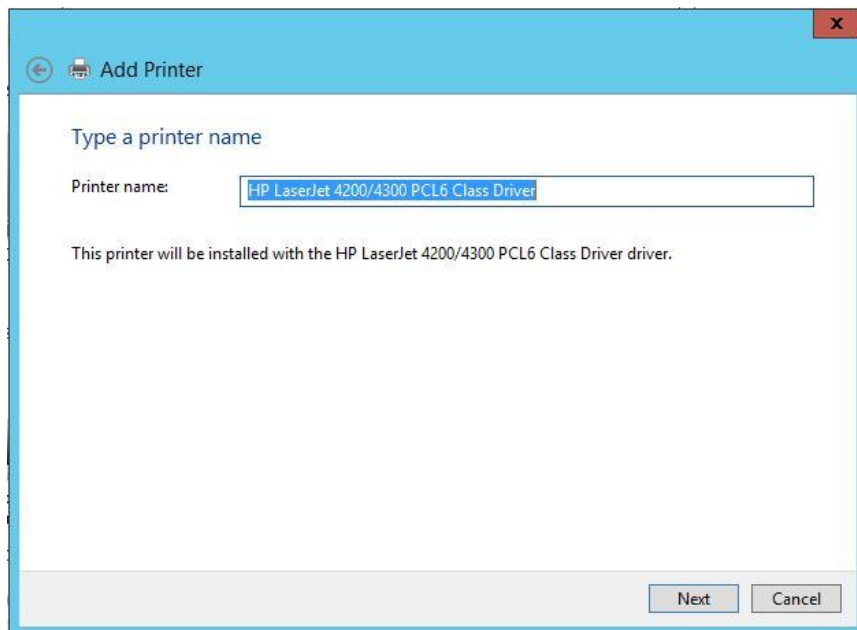 x
Add Printer
Type a printer name
Printer name: HP LaserJet 4200/4300 PCL6 Class Driver
This printer will be installed with the HP LaserJet 4200/4300 PCL6 Class Driver driver.
Next Cancel